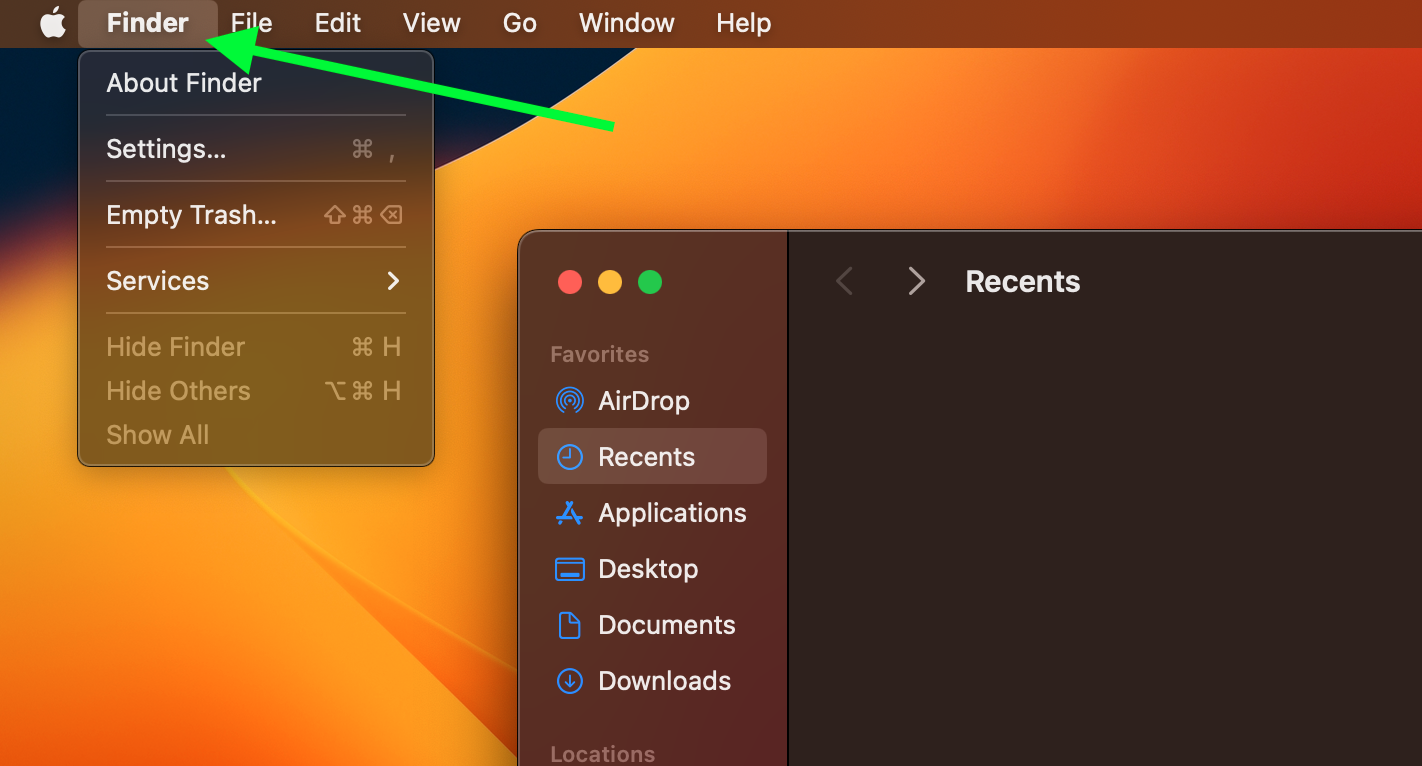 Finder File Edit View Go Window Help
About Finder
Settings... ⌘ ,
Empty Trash... ⇧⌘⌫
Services
Hide Finder ⌘ H
Hide Others ⌥⌘ H
Show All
Recents
Favorites
AirDrop
Recents
Applications
Desktop
Documents
Downloads
Locations